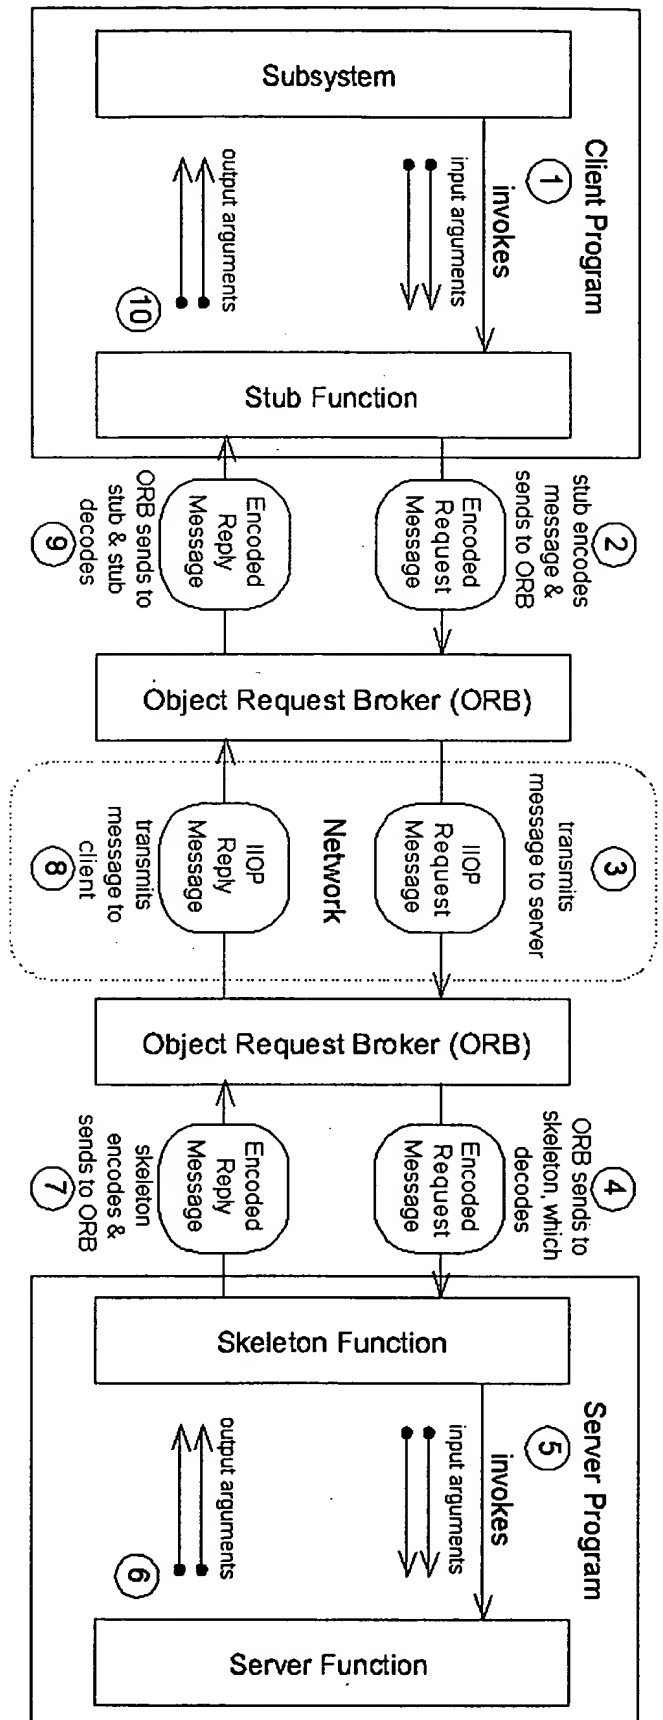 Client Program
Subsystem
1
invokes
input arguments
output arguments
10
Stub Function
2
stub encodes
message &
sends to ORB
Encoded
Request
Message
Encoded
Reply
Message
ORB sends to
stub & stub
decodes
9
Object Request Broker (ORB)
3
transmits
message to server
IIOP
Request
Message
Network
IIOP
Reply
Message
transmits
message to
client
8
Object Request Broker (ORB)
4
ORB sends to
skeleton, which
decodes
Encoded
Request
Message
Encoded
Reply
Message
skeleton
encodes &
sends to ORB
7
Server Program
Skeleton Function
5
invokes
input arguments
output arguments
6
Server Function